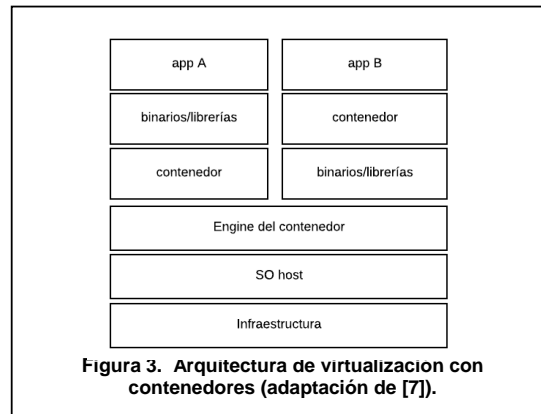 app A app B
binarios/librerías contenedor
contenedor binarios/librerías
Engine del contenedor
SO host
Infraestructura
Figura 3. Arquitectura de virtualización con
contenedores (adaptación de [7]).